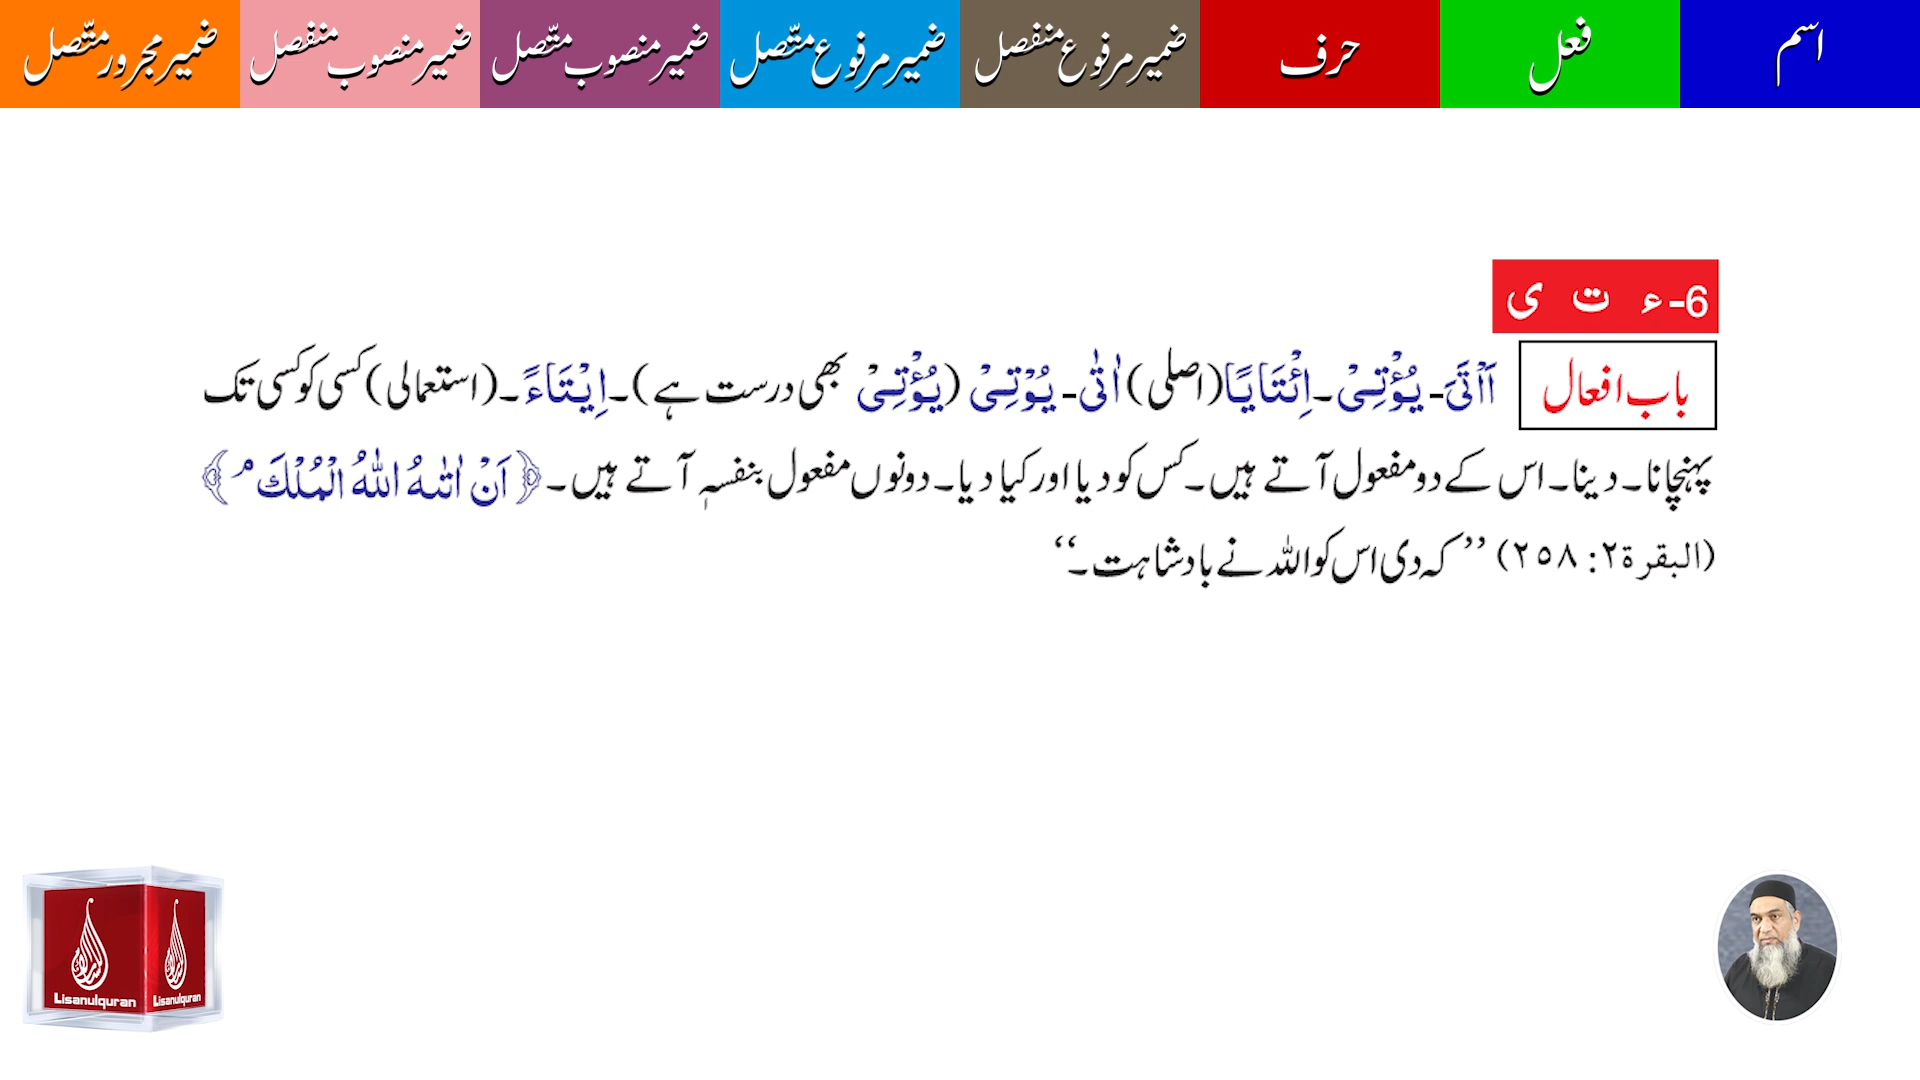 اسم فعل حرف ضمیر مرفوع منفصل ضمیر مرفوع متّصل ضمیر منصوب متّصل ضمیر منصوب منفصل ضمیر مجرور متّصل
6- ء ت ی
باب افعال أَأْتَیَ۔ یُؤْتِیْ۔ اِئْتَایًا (اصلی) اٰتٰی۔ یُوْتِیْ (یُؤْتِیْ بھی درست ہے)۔ اِیْتَاءً۔ (استعمالی) کسی کو کسی تک
پہنچانا۔ دینا۔ اس کے دو مفعول آتے ہیں۔ کس کو دیا اور کیا دیا۔ دونوں مفعول بنفسہٖ آتے ہیں۔ ﴿اَنْ اٰتٰىهُ اللّٰهُ الْمُلْكَ ۘ﴾
(البقرة ۲: ۲۵۸) ’’کہ دی اس کو اللہ نے بادشاہت۔‘‘
Lisanulquran Lisanulquran